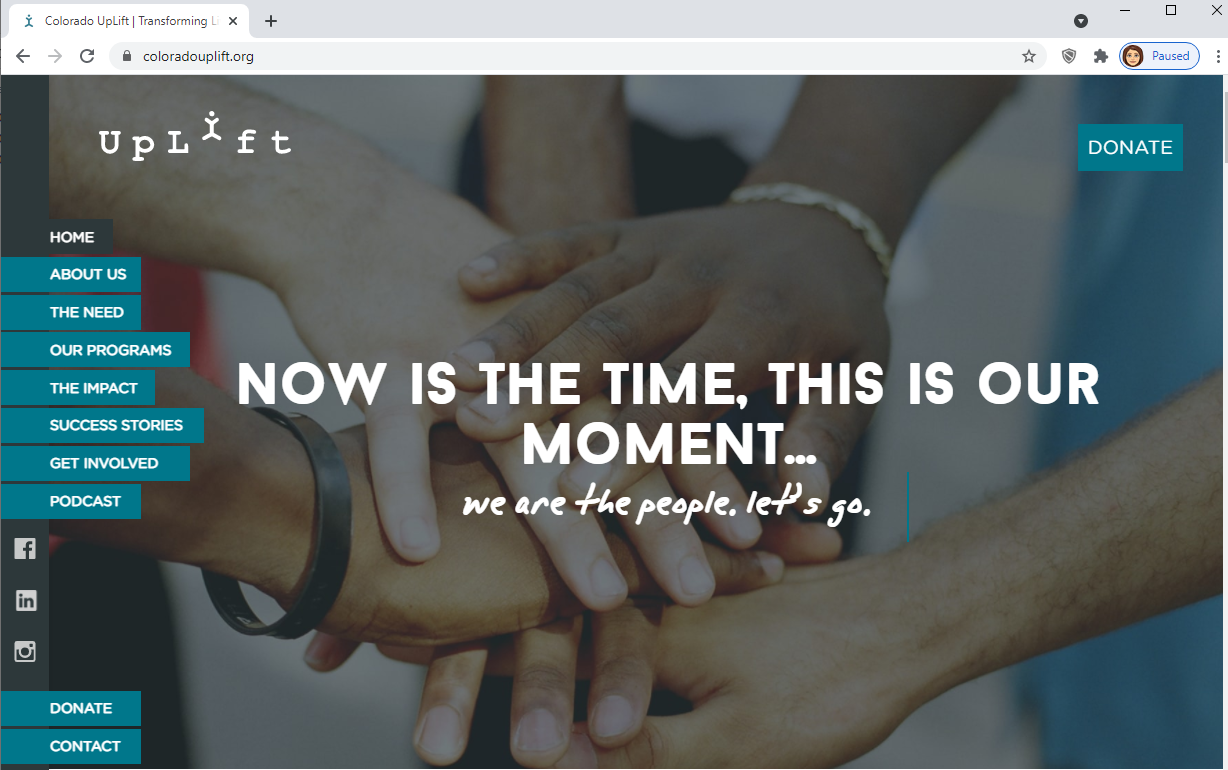 Colorado UpLift | Transforming Li
coloradouplift.org
Paused
UpLift
DONATE
HOME
ABOUT US
THE NEED
OUR PROGRAMS
THE IMPACT
SUCCESS STORIES
GET INVOLVED
PODCAST
NOW IS THE TIME, THIS IS OUR
MOMENT...
we are the people. let's go.
DONATE
CONTACT